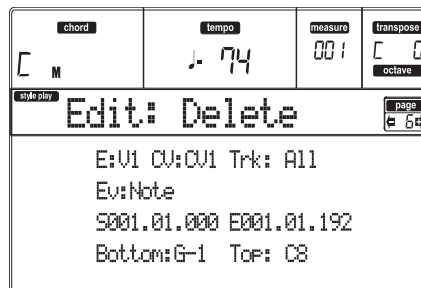 chord tempo measure transpose
C M ♩. 74 001 C 0
octave
style play Edit: Delete page
6
E:V1 CV:CV1 Trk: All
Ev:Note
S001.01.000 E001.01.192
Bottom:G-1 Top: C8